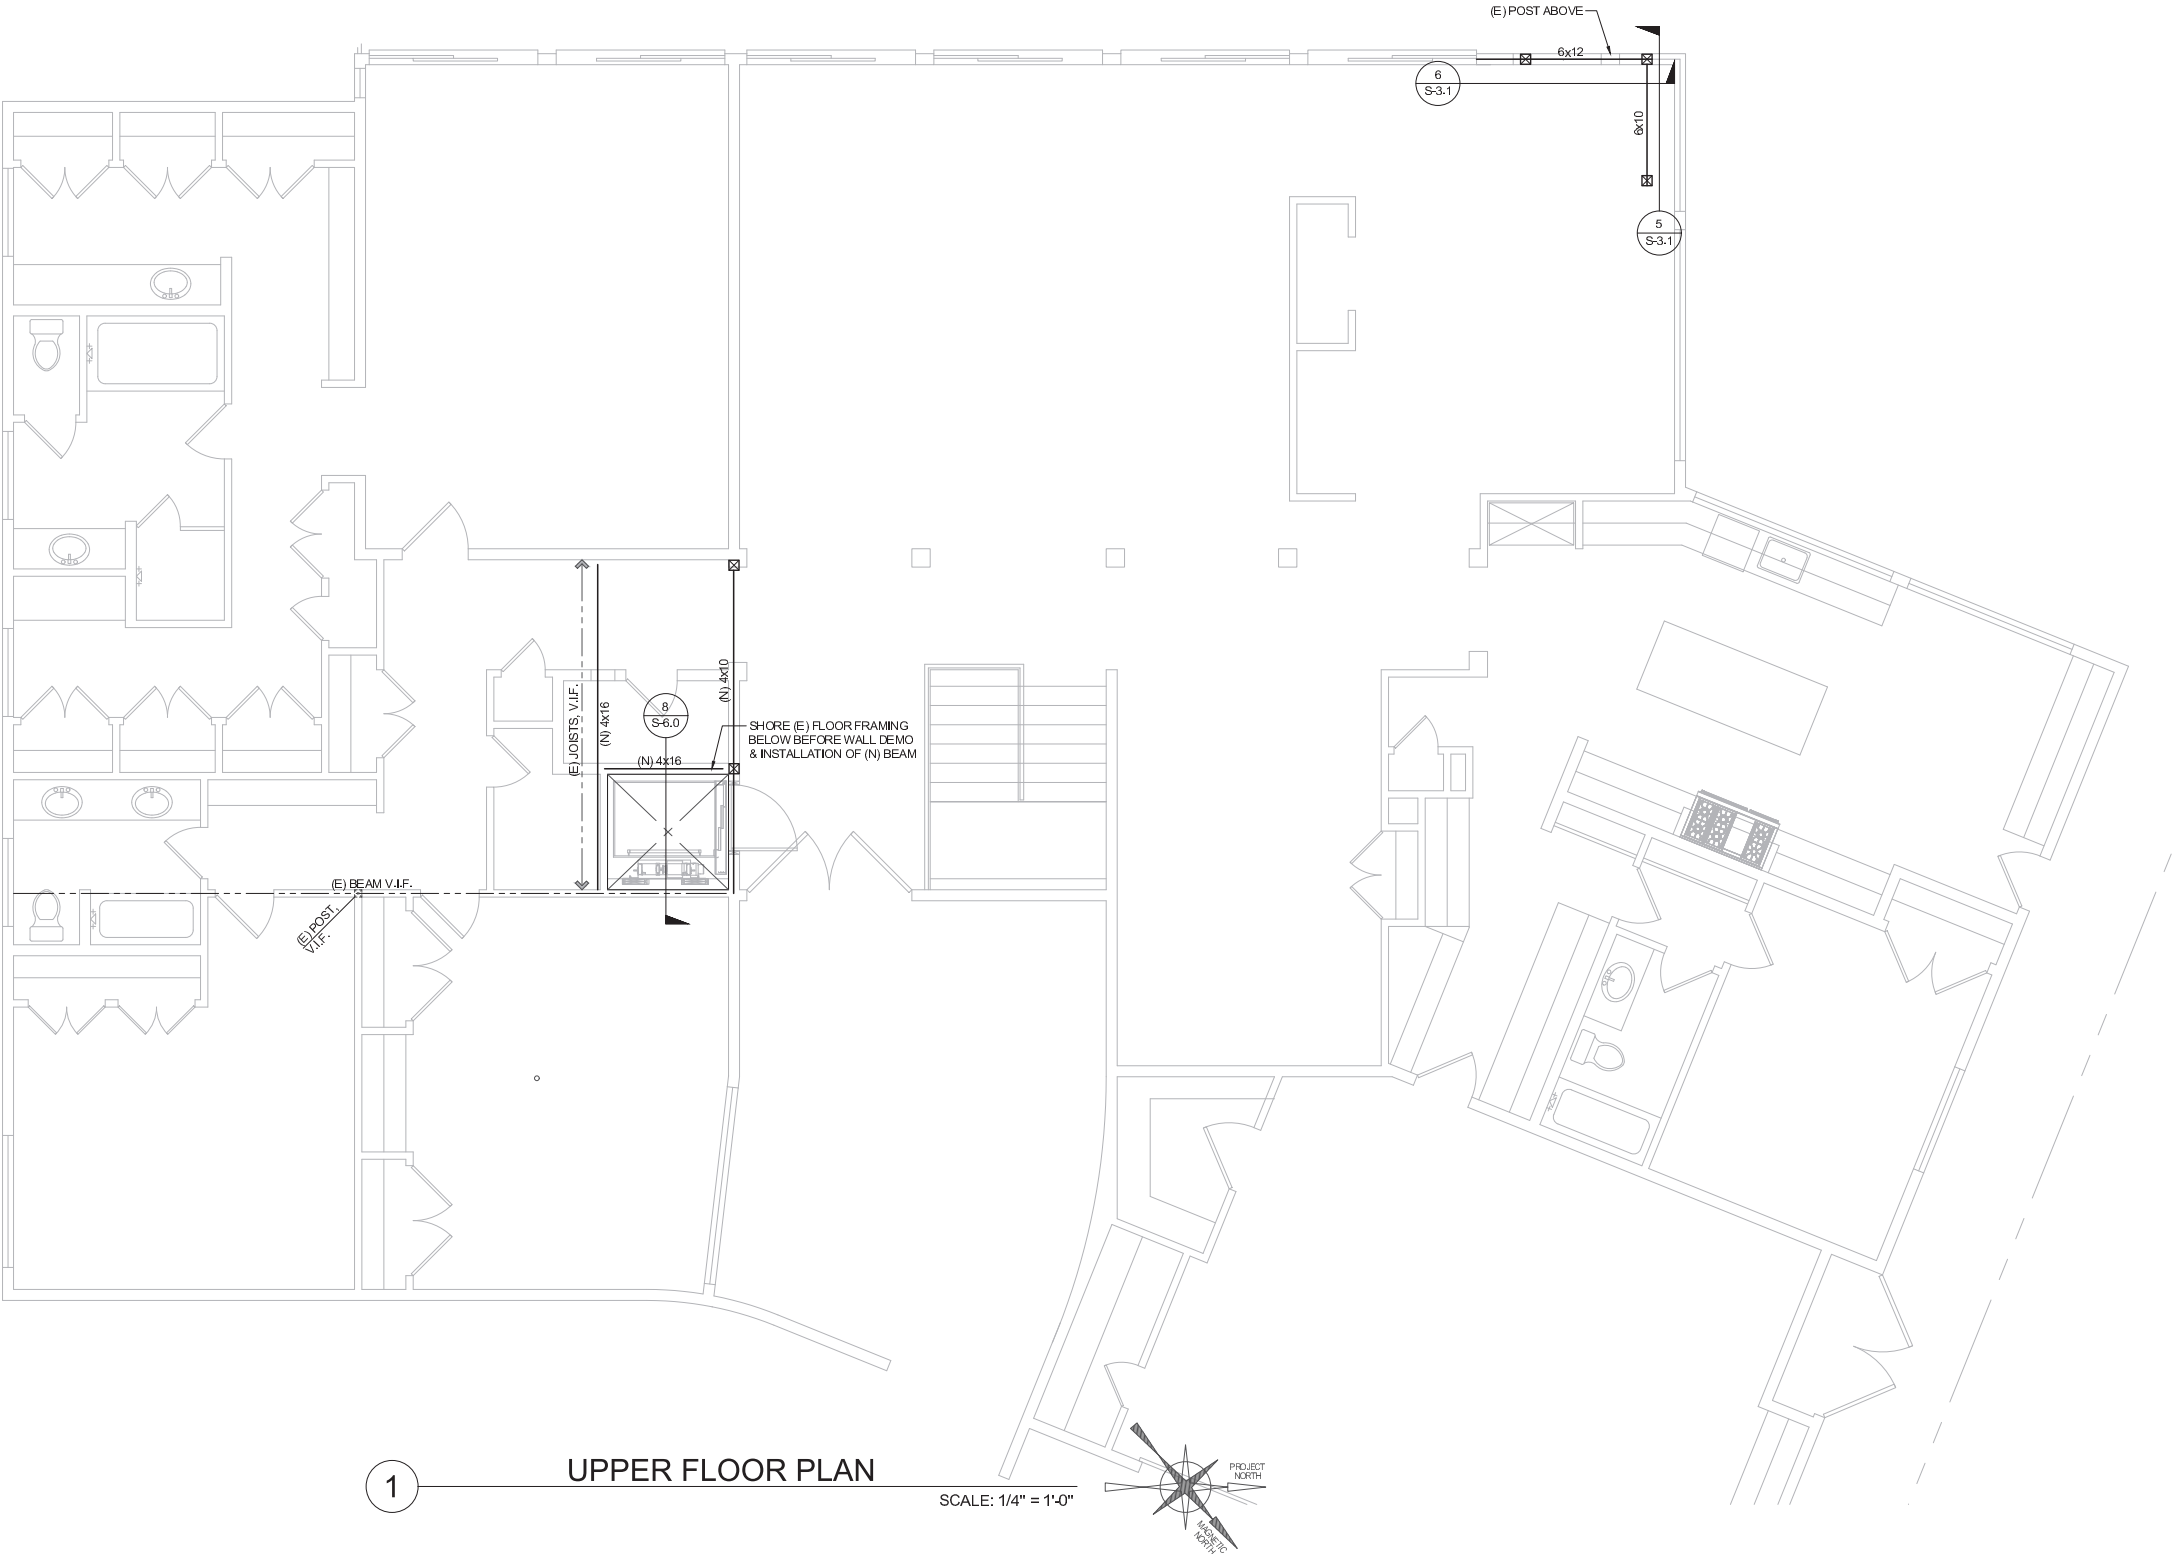 (E) POST ABOVE
6x12
6
S-3.1
6x10
5
S-3.1
(E) JOISTS, V.I.F.
(N) 4x16
(N) 4x10
8
S-6.0
SHORE (E) FLOOR FRAMING
BELOW BEFORE WALL DEMO
& INSTALLATION OF (N) BEAM
(N) 4x16
(E) BEAM V.I.F.
(E) POST,
V.I.F.
1
UPPER FLOOR PLAN
SCALE: 1/4" = 1'-0"
PROJECT
NORTH
MAGNETIC
NORTH